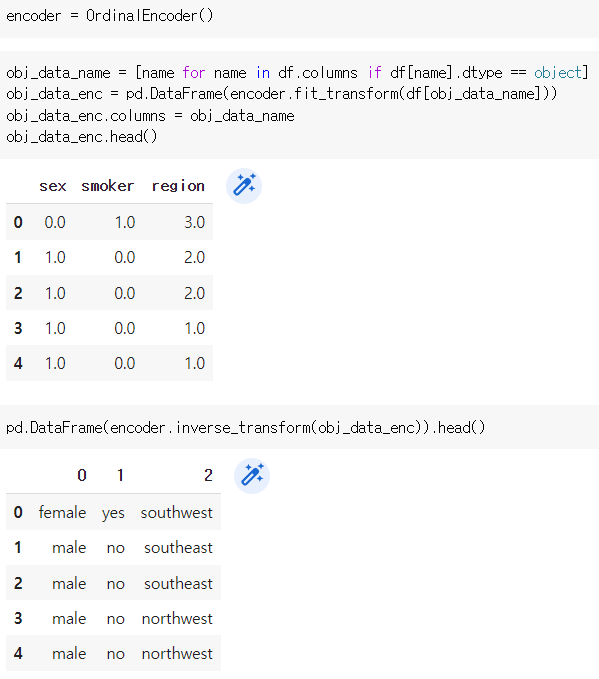 encoder = OrdinalEncoder()
obj_data_name = [name for name in df.columns if df[name].dtype == object]
obj_data_enc = pd.DataFrame(encoder.fit_transform(df[obj_data_name]))
obj_data_enc.columns = obj_data_name
obj_data_enc.head()
sex smoker region
0 0.0 1.0 3.0
1 1.0 0.0 2.0
2 1.0 0.0 2.0
3 1.0 0.0 1.0
4 1.0 0.0 1.0
pd.DataFrame(encoder.inverse_transform(obj_data_enc)).head()
0 1 2
0 female yes southwest
1 male no southeast
2 male no southeast
3 male no northwest
4 male no northwest